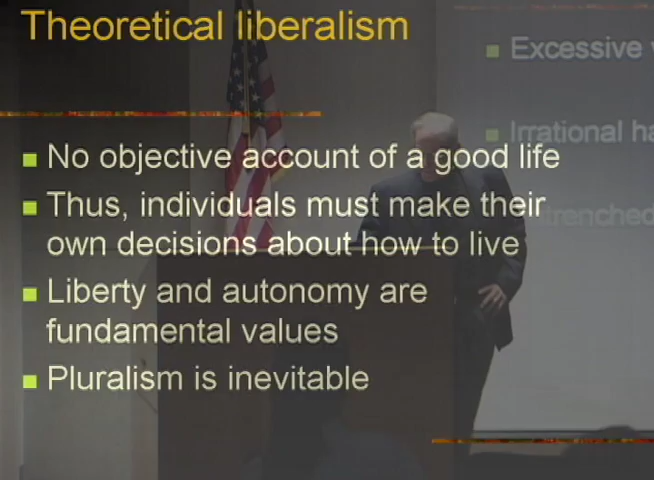 Theoretical liberalism
No objective account of a good life
Thus, individuals must make their
own decisions about how to live
Liberty and autonomy are
fundamental values
Pluralism is inevitable
Excessive
Irrational